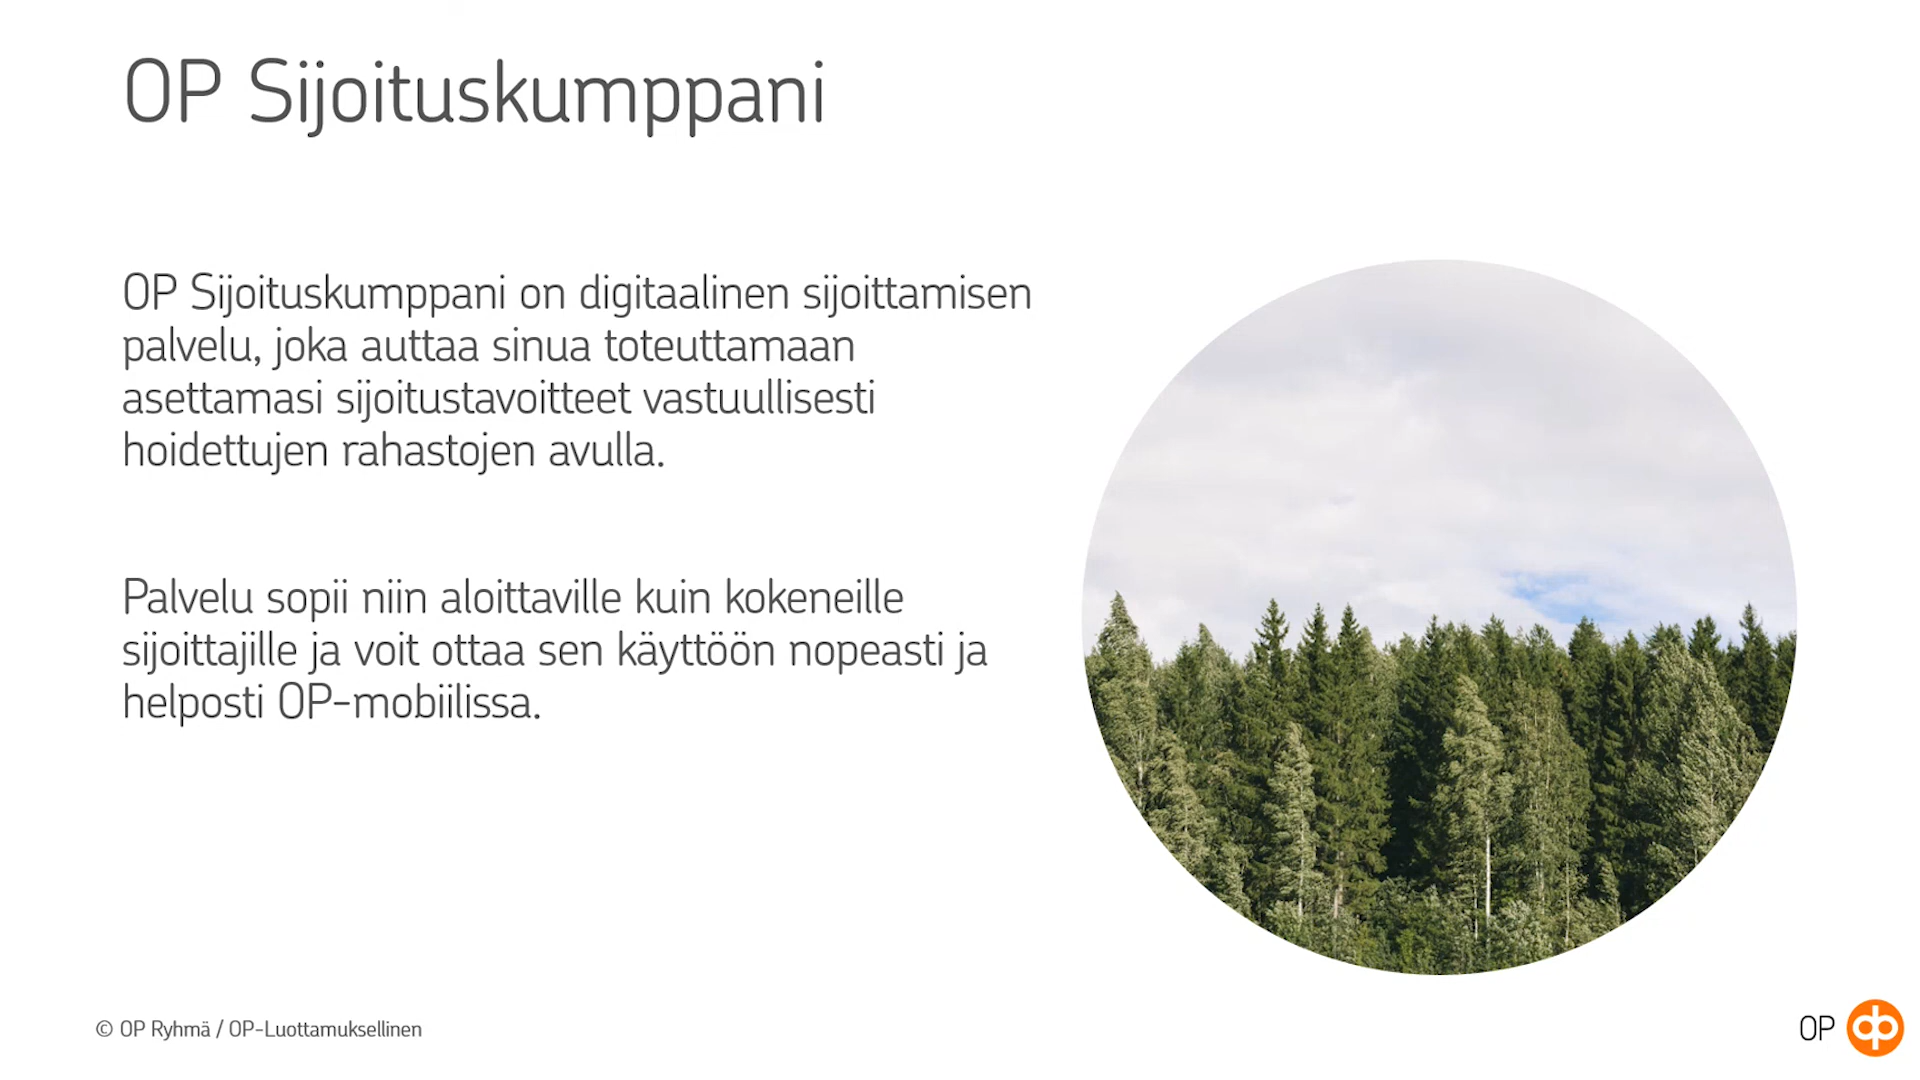 OP Sijoituskumppani
OP Sijoituskumppani on digitaalinen sijoittamisen
palvelu, joka auttaa sinua toteuttamaan
asettamasi sijoitustavoitteet vastuullisesti
hoidettujen rahastojen avulla.
Palvelu sopii niin aloittaville kuin kokeneille
sijoittajille ja voit ottaa sen käyttöön nopeasti ja
helposti OP-mobiilissa.
© OP Ryhmä / OP-Luottamuksellinen
OP